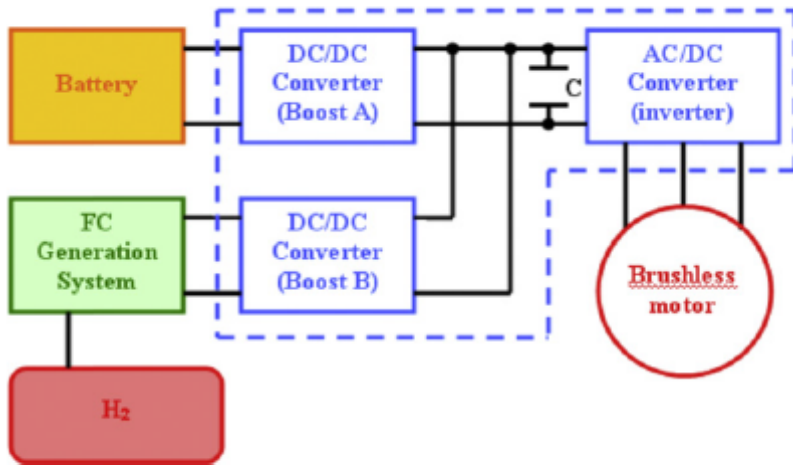 Battery
DC/DC
Converter
(Boost A)
C
AC/DC
Converter
(inverter)
FC
Generation
System
DC/DC
Converter
(Boost B)
Brushless
motor
H₂